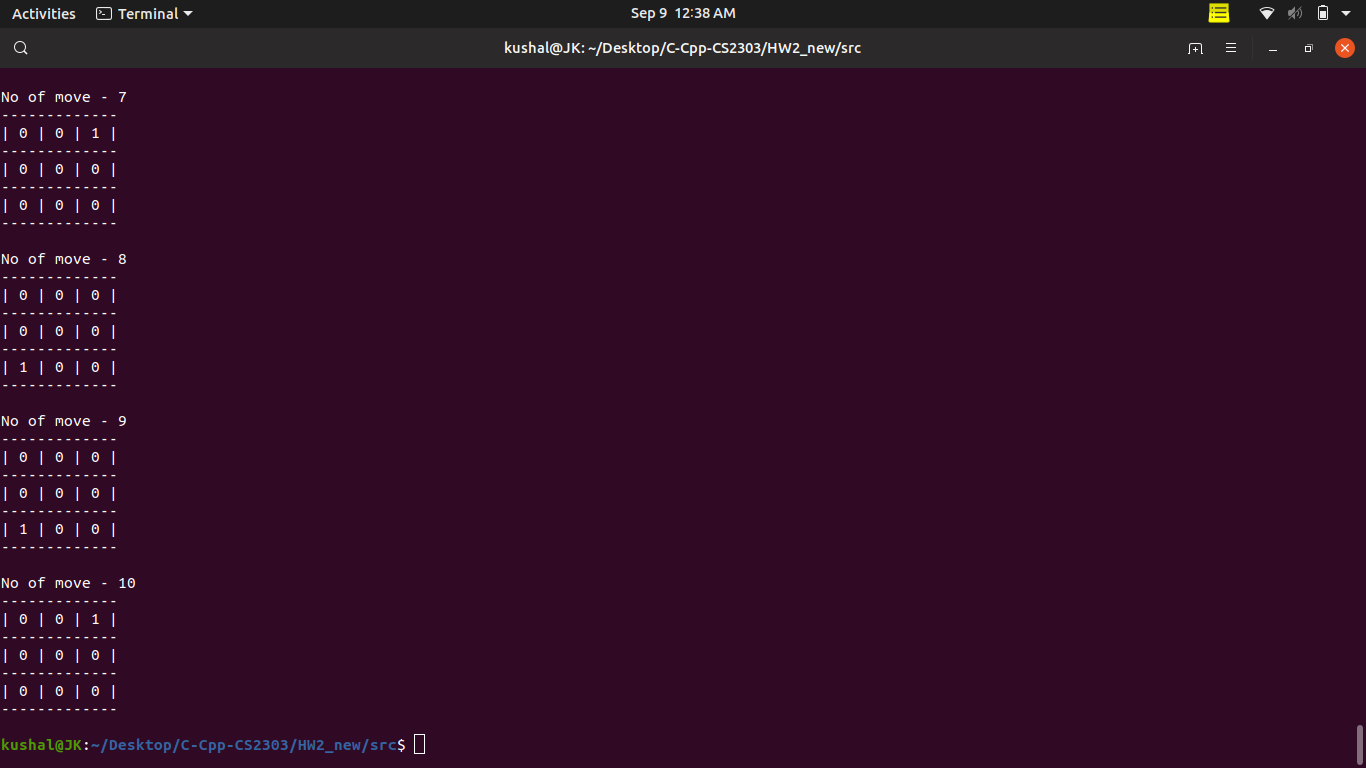 Activities Terminal Sep 9 12:38 AM
kushal@JK: ~/Desktop/C-Cpp-CS2303/HW2_new/src
No of move - 7
-------------
| 0 | 0 | 1 |
-------------
| 0 | 0 | 0 |
-------------
| 0 | 0 | 0 |
-------------
No of move - 8
-------------
| 0 | 0 | 0 |
-------------
| 0 | 0 | 0 |
-------------
| 1 | 0 | 0 |
-------------
No of move - 9
-------------
| 0 | 0 | 0 |
-------------
| 0 | 0 | 0 |
-------------
| 1 | 0 | 0 |
-------------
No of move - 10
-------------
| 0 | 0 | 1 |
-------------
| 0 | 0 | 0 |
-------------
| 0 | 0 | 0 |
-------------
kushal@JK:~/Desktop/C-Cpp-CS2303/HW2_new/src$